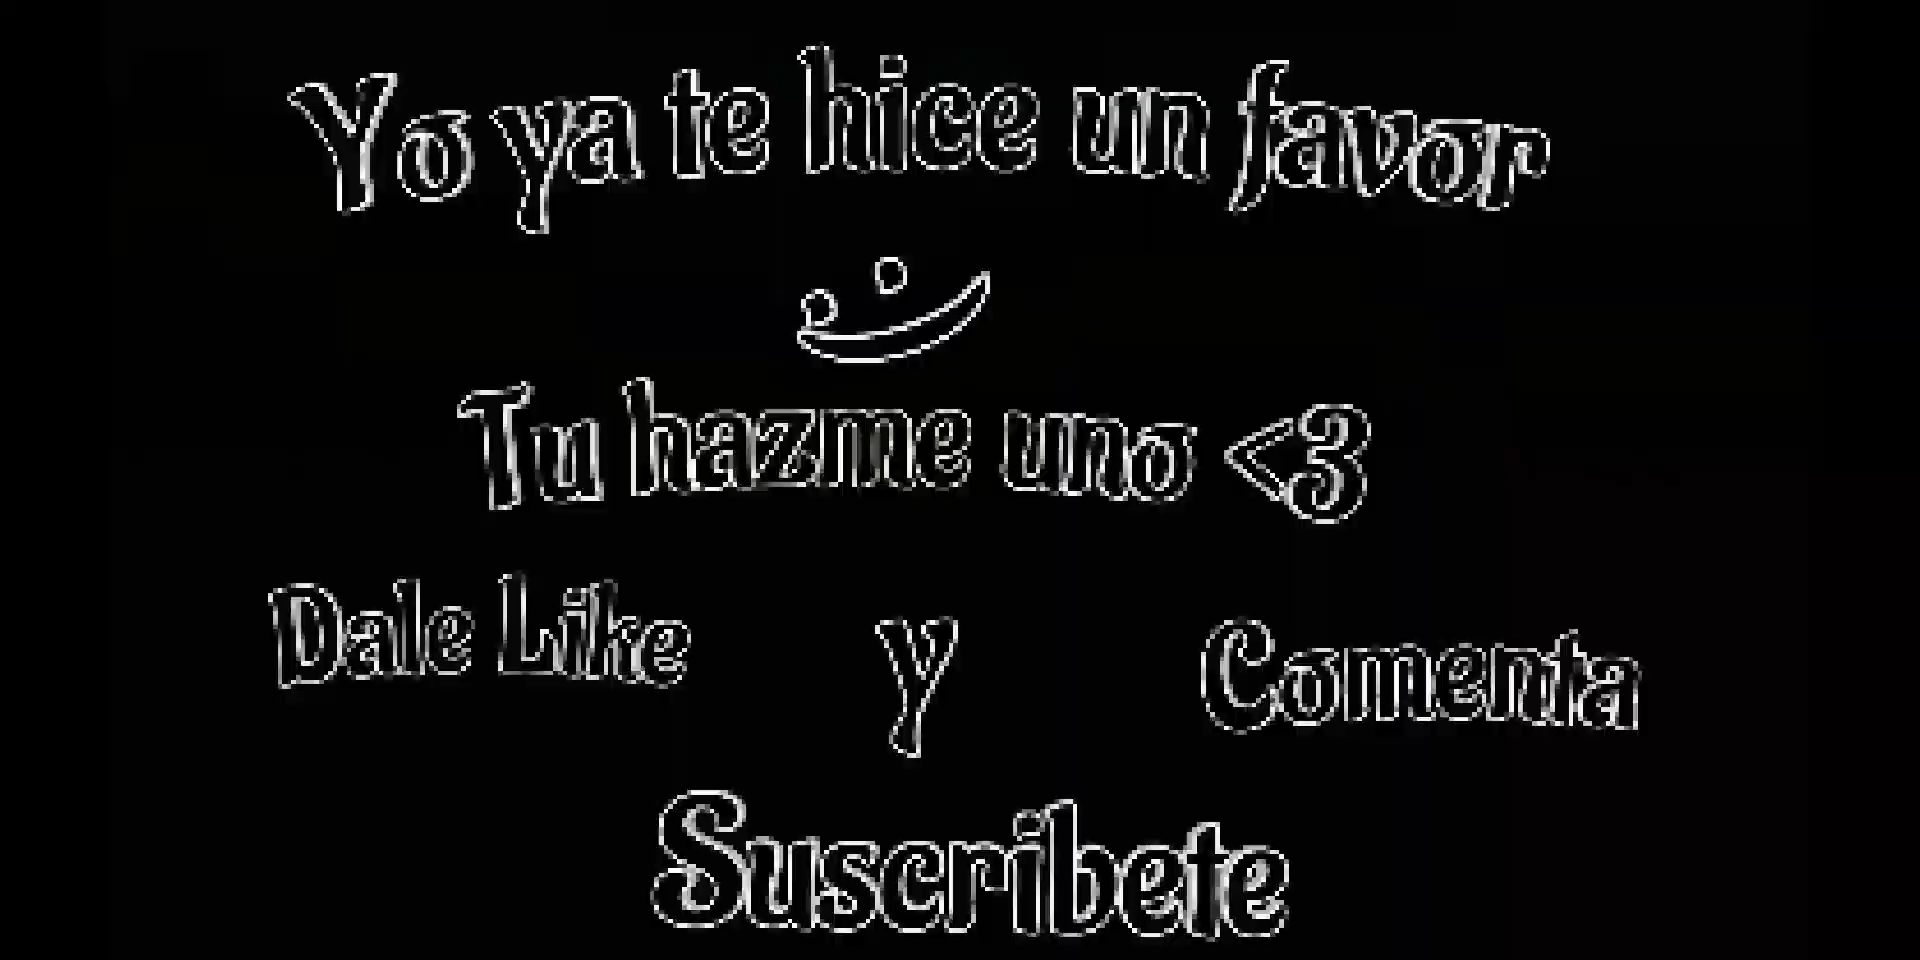 Yo ya te hice un favor
Tu hazme uno <3
Dale Like y Comenta
Suscribete